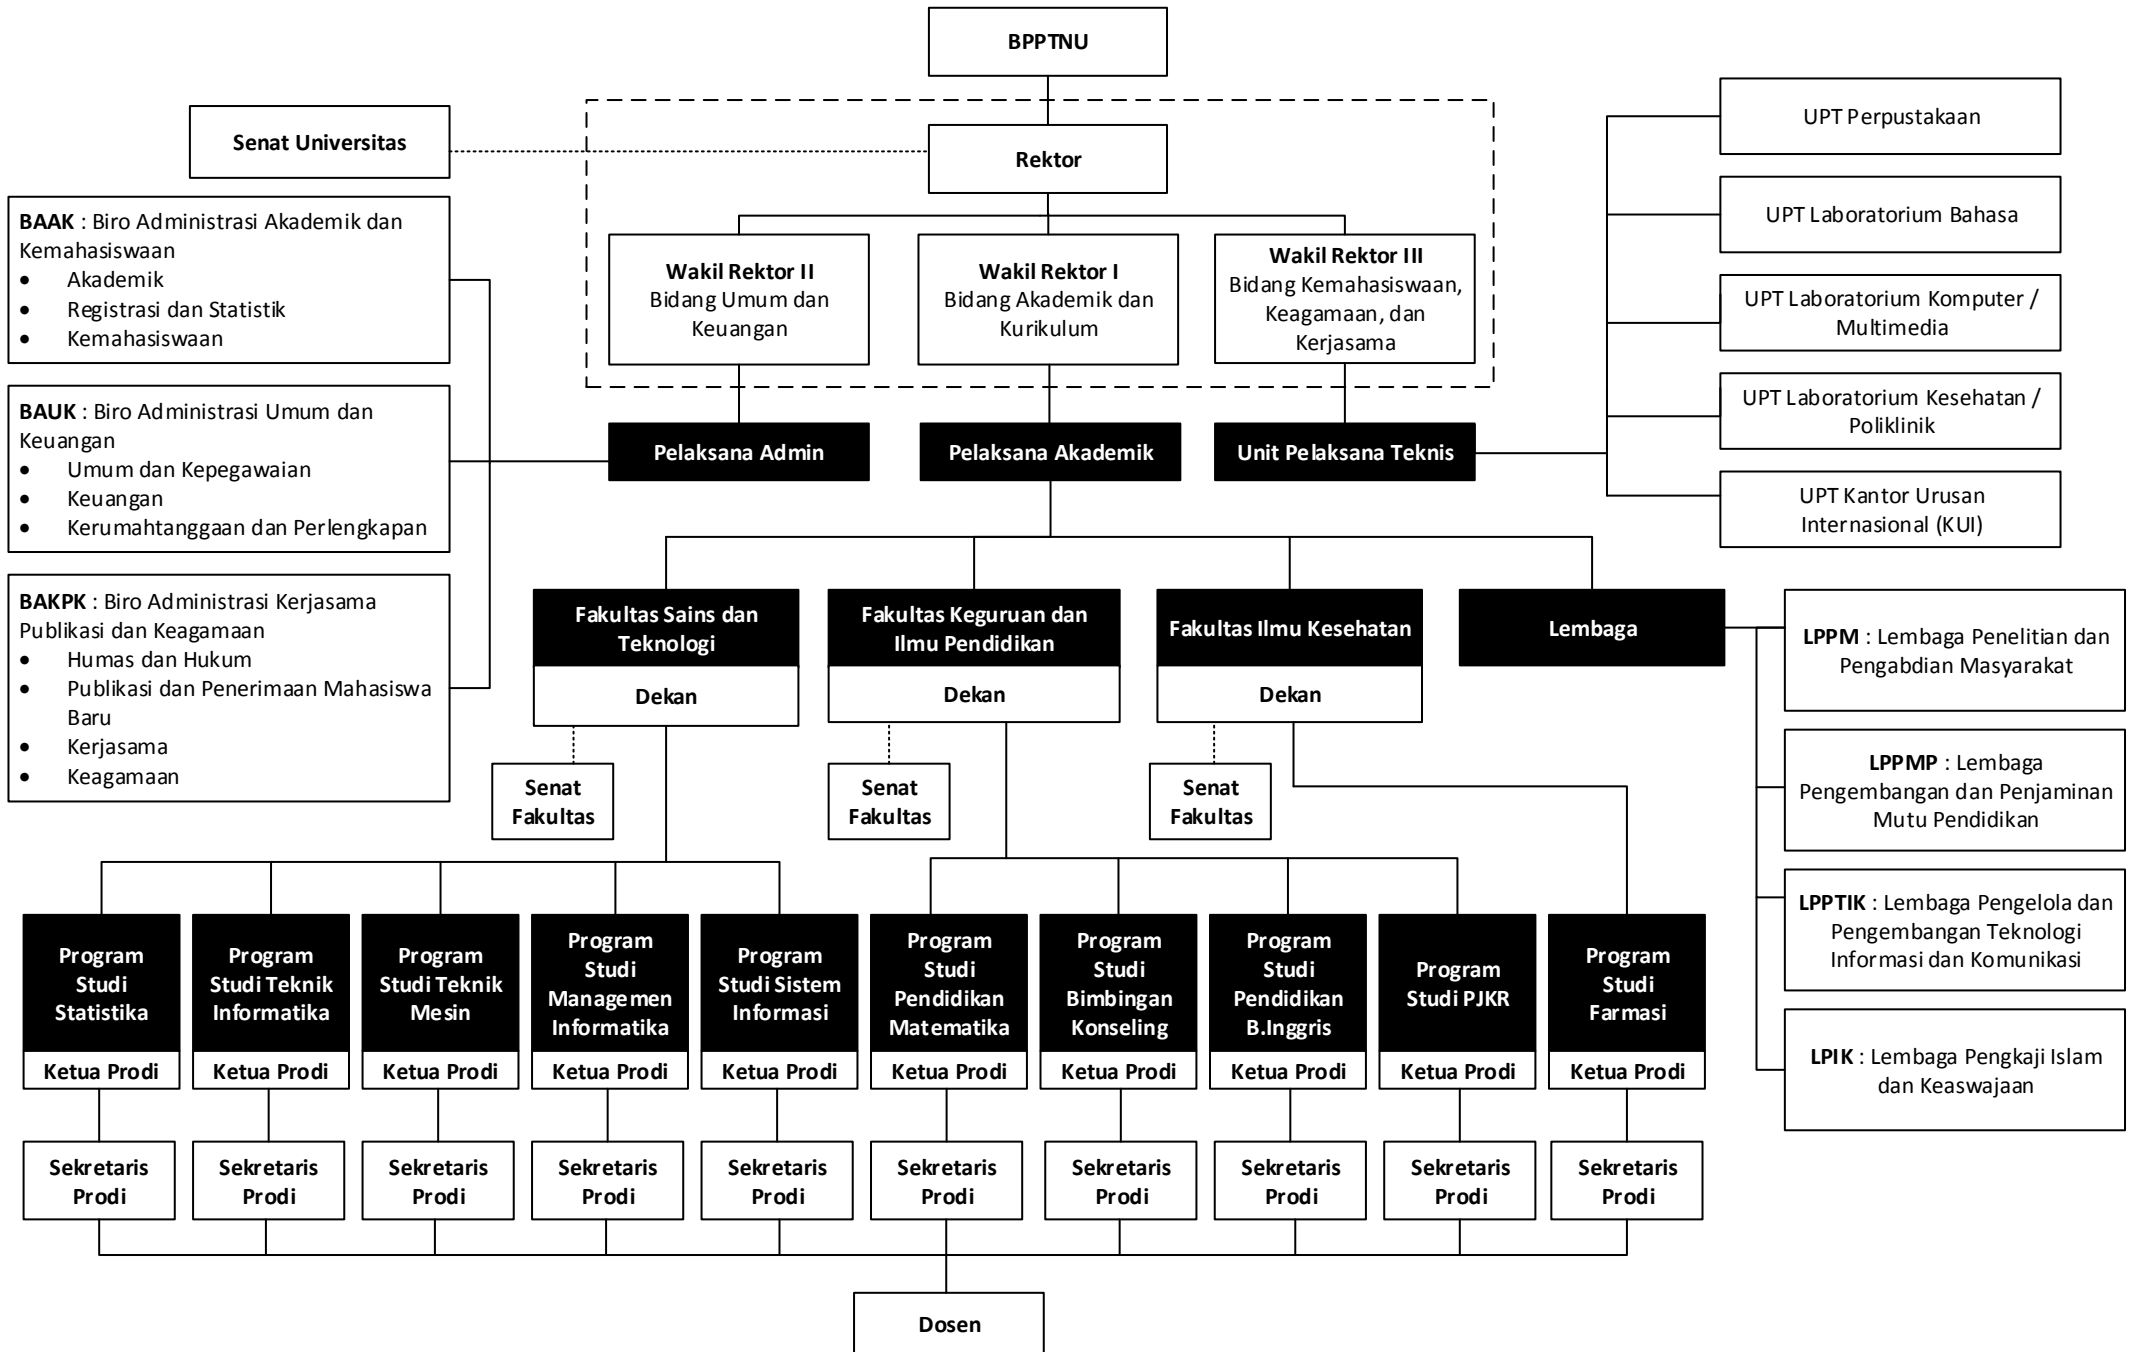 BPPTNU
Senat Universitas
Rektor
Wakil Rektor II
Bidang Umum dan
Keuangan
Wakil Rektor I
Bidang Akademik dan
Kurikulum
Wakil Rektor III
Bidang Kemahasiswaan,
Keagamaan, dan
Kerjasama
UPT Perpustakaan
UPT Laboratorium Bahasa
UPT Laboratorium Komputer /
Multimedia
UPT Laboratorium Kesehatan /
Poliklinik
UPT Kantor Urusan
Internasional (KUI)
BAAK : Biro Administrasi Akademik dan
Kemahasiswaan
• Akademik
• Registrasi dan Statistik
• Kemahasiswaan
BAUK : Biro Administrasi Umum dan
Keuangan
• Umum dan Kepegawaian
• Keuangan
• Kerumahtanggaan dan Perlengkapan
BAKPK : Biro Administrasi Kerjasama
Publikasi dan Keagamaan
• Humas dan Hukum
• Publikasi dan Penerimaan Mahasiswa
Baru
• Kerjasama
• Keagamaan
Pelaksana Admin
Pelaksana Akademik
Unit Pelaksana Teknis
Fakultas Sains dan
Teknologi
Dekan
Senat
Fakultas
Fakultas Keguruan dan
Ilmu Pendidikan
Dekan
Senat
Fakultas
Fakultas Ilmu Kesehatan
Dekan
Senat
Fakultas
Lembaga
LPPM : Lembaga Penelitian dan
Pengabdian Masyarakat
LPPMP : Lembaga
Pengembangan dan Penjaminan
Mutu Pendidikan
LPPTIK : Lembaga Pengelola dan
Pengembangan Teknologi
Informasi dan Komunikasi
LPIK : Lembaga Pengkaji Islam
dan Keaswajaan
Program
Studi
Statistika
Ketua Prodi
Sekretaris
Prodi
Program
Studi Teknik
Informatika
Ketua Prodi
Sekretaris
Prodi
Program
Studi Teknik
Mesin
Ketua Prodi
Sekretaris
Prodi
Program
Studi
Managemen
Informatika
Ketua Prodi
Sekretaris
Prodi
Program
Studi Sistem
Informasi
Ketua Prodi
Sekretaris
Prodi
Program
Studi
Pendidikan
Matematika
Ketua Prodi
Sekretaris
Prodi
Program
Studi
Bimbingan
Konseling
Ketua Prodi
Sekretaris
Prodi
Program
Studi
Pendidikan
B.Inggris
Ketua Prodi
Sekretaris
Prodi
Program
Studi PJKR
Ketua Prodi
Sekretaris
Prodi
Program
Studi
Farmasi
Ketua Prodi
Sekretaris
Prodi
Dosen